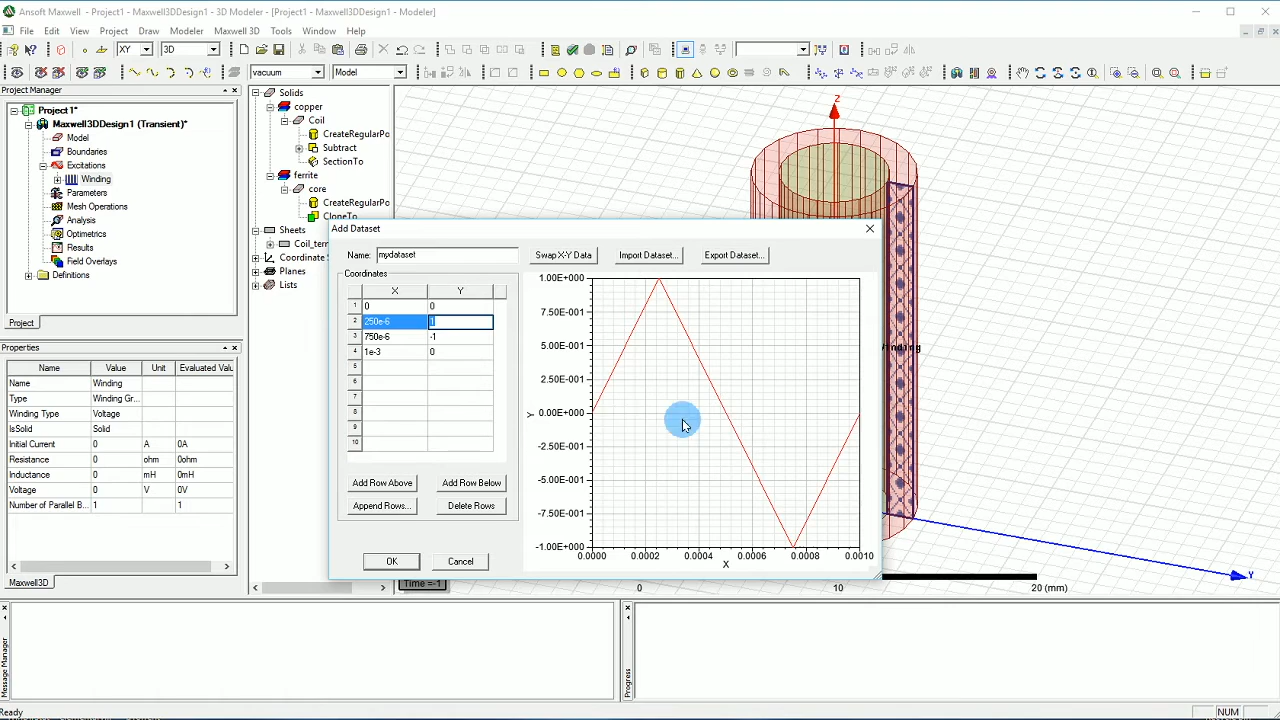 Ansoft Maxwell - Project1 - Maxwell3DDesign1 - 3D Modeler - [Project1 - Maxwell3DDesign1 - Modeler]
File Edit View Project Draw Modeler Maxwell 3D Tools Window Help
XY 3D
vacuum Model
Project Manager
Project1*
Maxwell3DDesign1 (Transient)*
Model
Boundaries
Excitations
Winding
Parameters
Mesh Operations
Analysis
Optimetrics
Results
Field Overlays
Definitions
Project
Solids
copper
Coil
CreateRegularPo
Subtract
SectionTo
ferrite
core
CreateRegularPo
CloneTo
Sheets
Coil_term
Coordinate S
Planes
Lists
Properties
Name Value Unit Evaluated Valu
Name Winding
Type Winding Gr...
Winding Type Voltage
IsSolid Solid
Initial Current 0 A 0A
Resistance 0 ohm 0ohm
Inductance 0 mH 0mH
Voltage 0 V 0V
Number of Parallel B... 1 1
Maxwell3D
Add Dataset
Name: mydataset
Swap X-Y Data Import Dataset... Export Dataset...
Coordinates
X Y
1 0 0
2 250e-6 1
3 750e-6 -1
4 1e-3 0
5
6
7
8
9
10
Add Row Above Add Row Below
Append Rows... Delete Rows
OK Cancel
1.00E+000
7.50E-001
5.00E-001
2.50E-001
0.00E+000
-2.50E-001
-5.00E-001
-7.50E-001
-1.00E+000
Y
0.0000 0.0002 0.0004 0.0006 0.0008 0.0010
X
Z
Y
Time =-1
0 10 20 (mm)
Message Manager
Progress
Ready
NUM